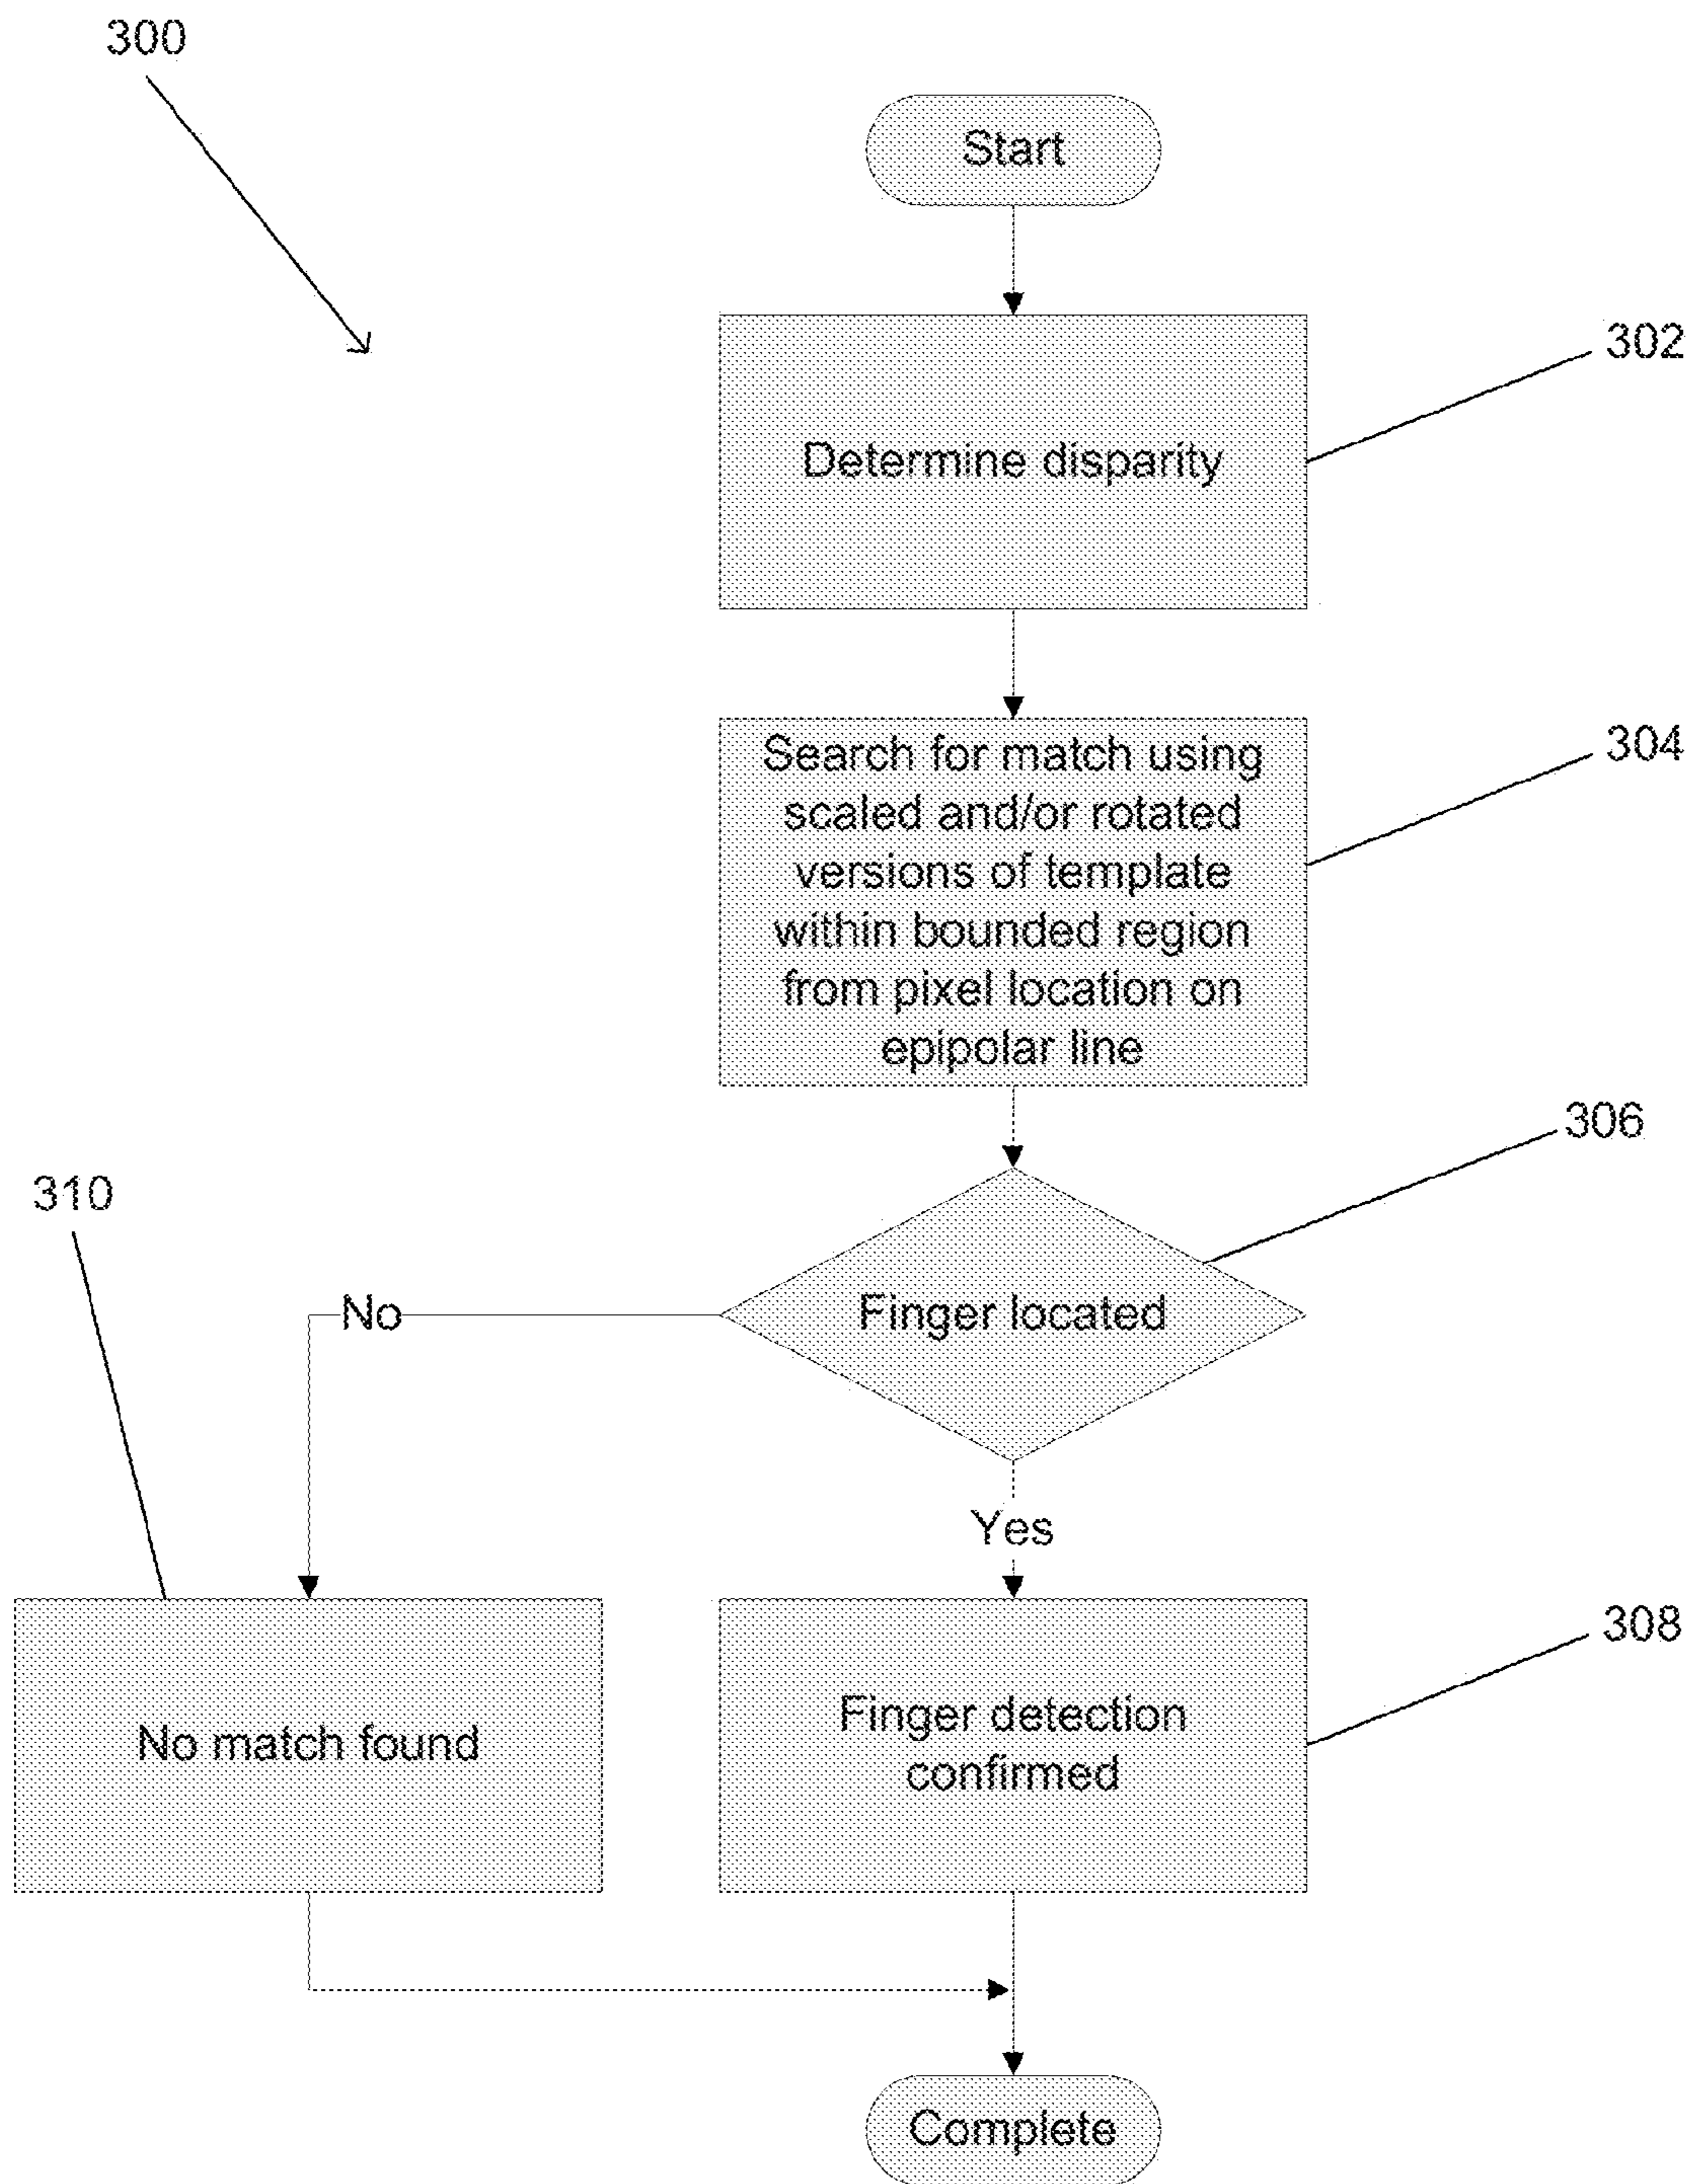 300
Start
302
Determine disparity
304
Search for match using
scaled and/or rotated
versions of template
within bounded region
from pixel location on
epipolar line
306
310
No
Finger located
Yes
308
No match found
Finger detection
confirmed
Complete